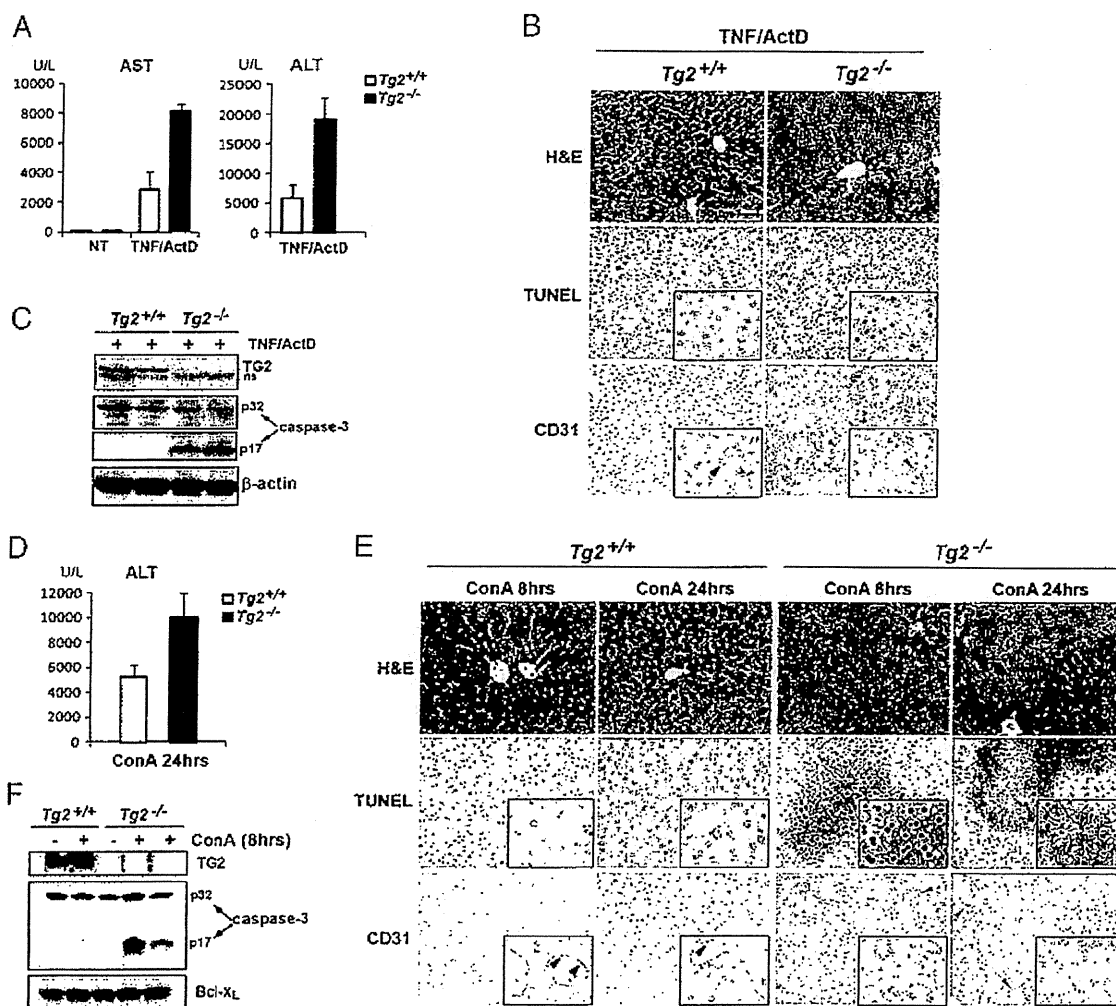 A
U/L AST U/L ALT
Tg2+/+
Tg2-/-
10000 25000
8000 20000
6000 15000
4000 10000
2000 5000
0 0
NT TNF/ActD TNF/ActD
B
TNF/ActD
Tg2+/+ Tg2-/-
H&E
TUNEL
CD31
C
Tg2+/+ Tg2-/-
+ + + + TNF/ActD
TG2
ns
p32
caspase-3
p17
β-actin
D
U/L ALT
Tg2+/+
Tg2-/-
12000
10000
8000
6000
4000
2000
0
ConA 24hrs
E
Tg2+/+ Tg2-/-
ConA 8hrs ConA 24hrs ConA 8hrs ConA 24hrs
H&E
TUNEL
CD31
F
Tg2+/+ Tg2-/-
- + - + + ConA (8hrs)
TG2
p32
caspase-3
p17
Bcl-XL